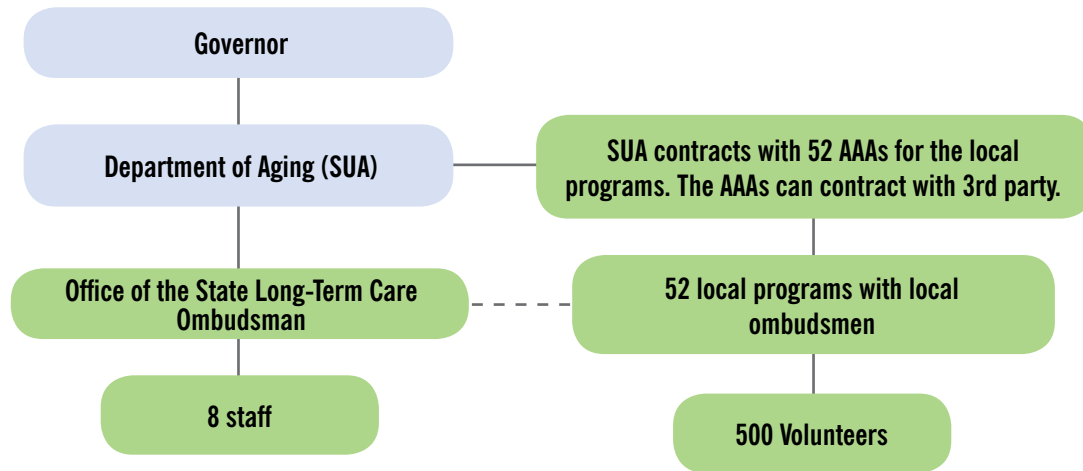 Governor
Department of Aging (SUA)
SUA contracts with 52 AAAs for the local
programs. The AAAs can contract with 3rd party.
Office of the State Long-Term Care
Ombudsman
52 local programs with local
ombudsmen
8 staff
500 Volunteers